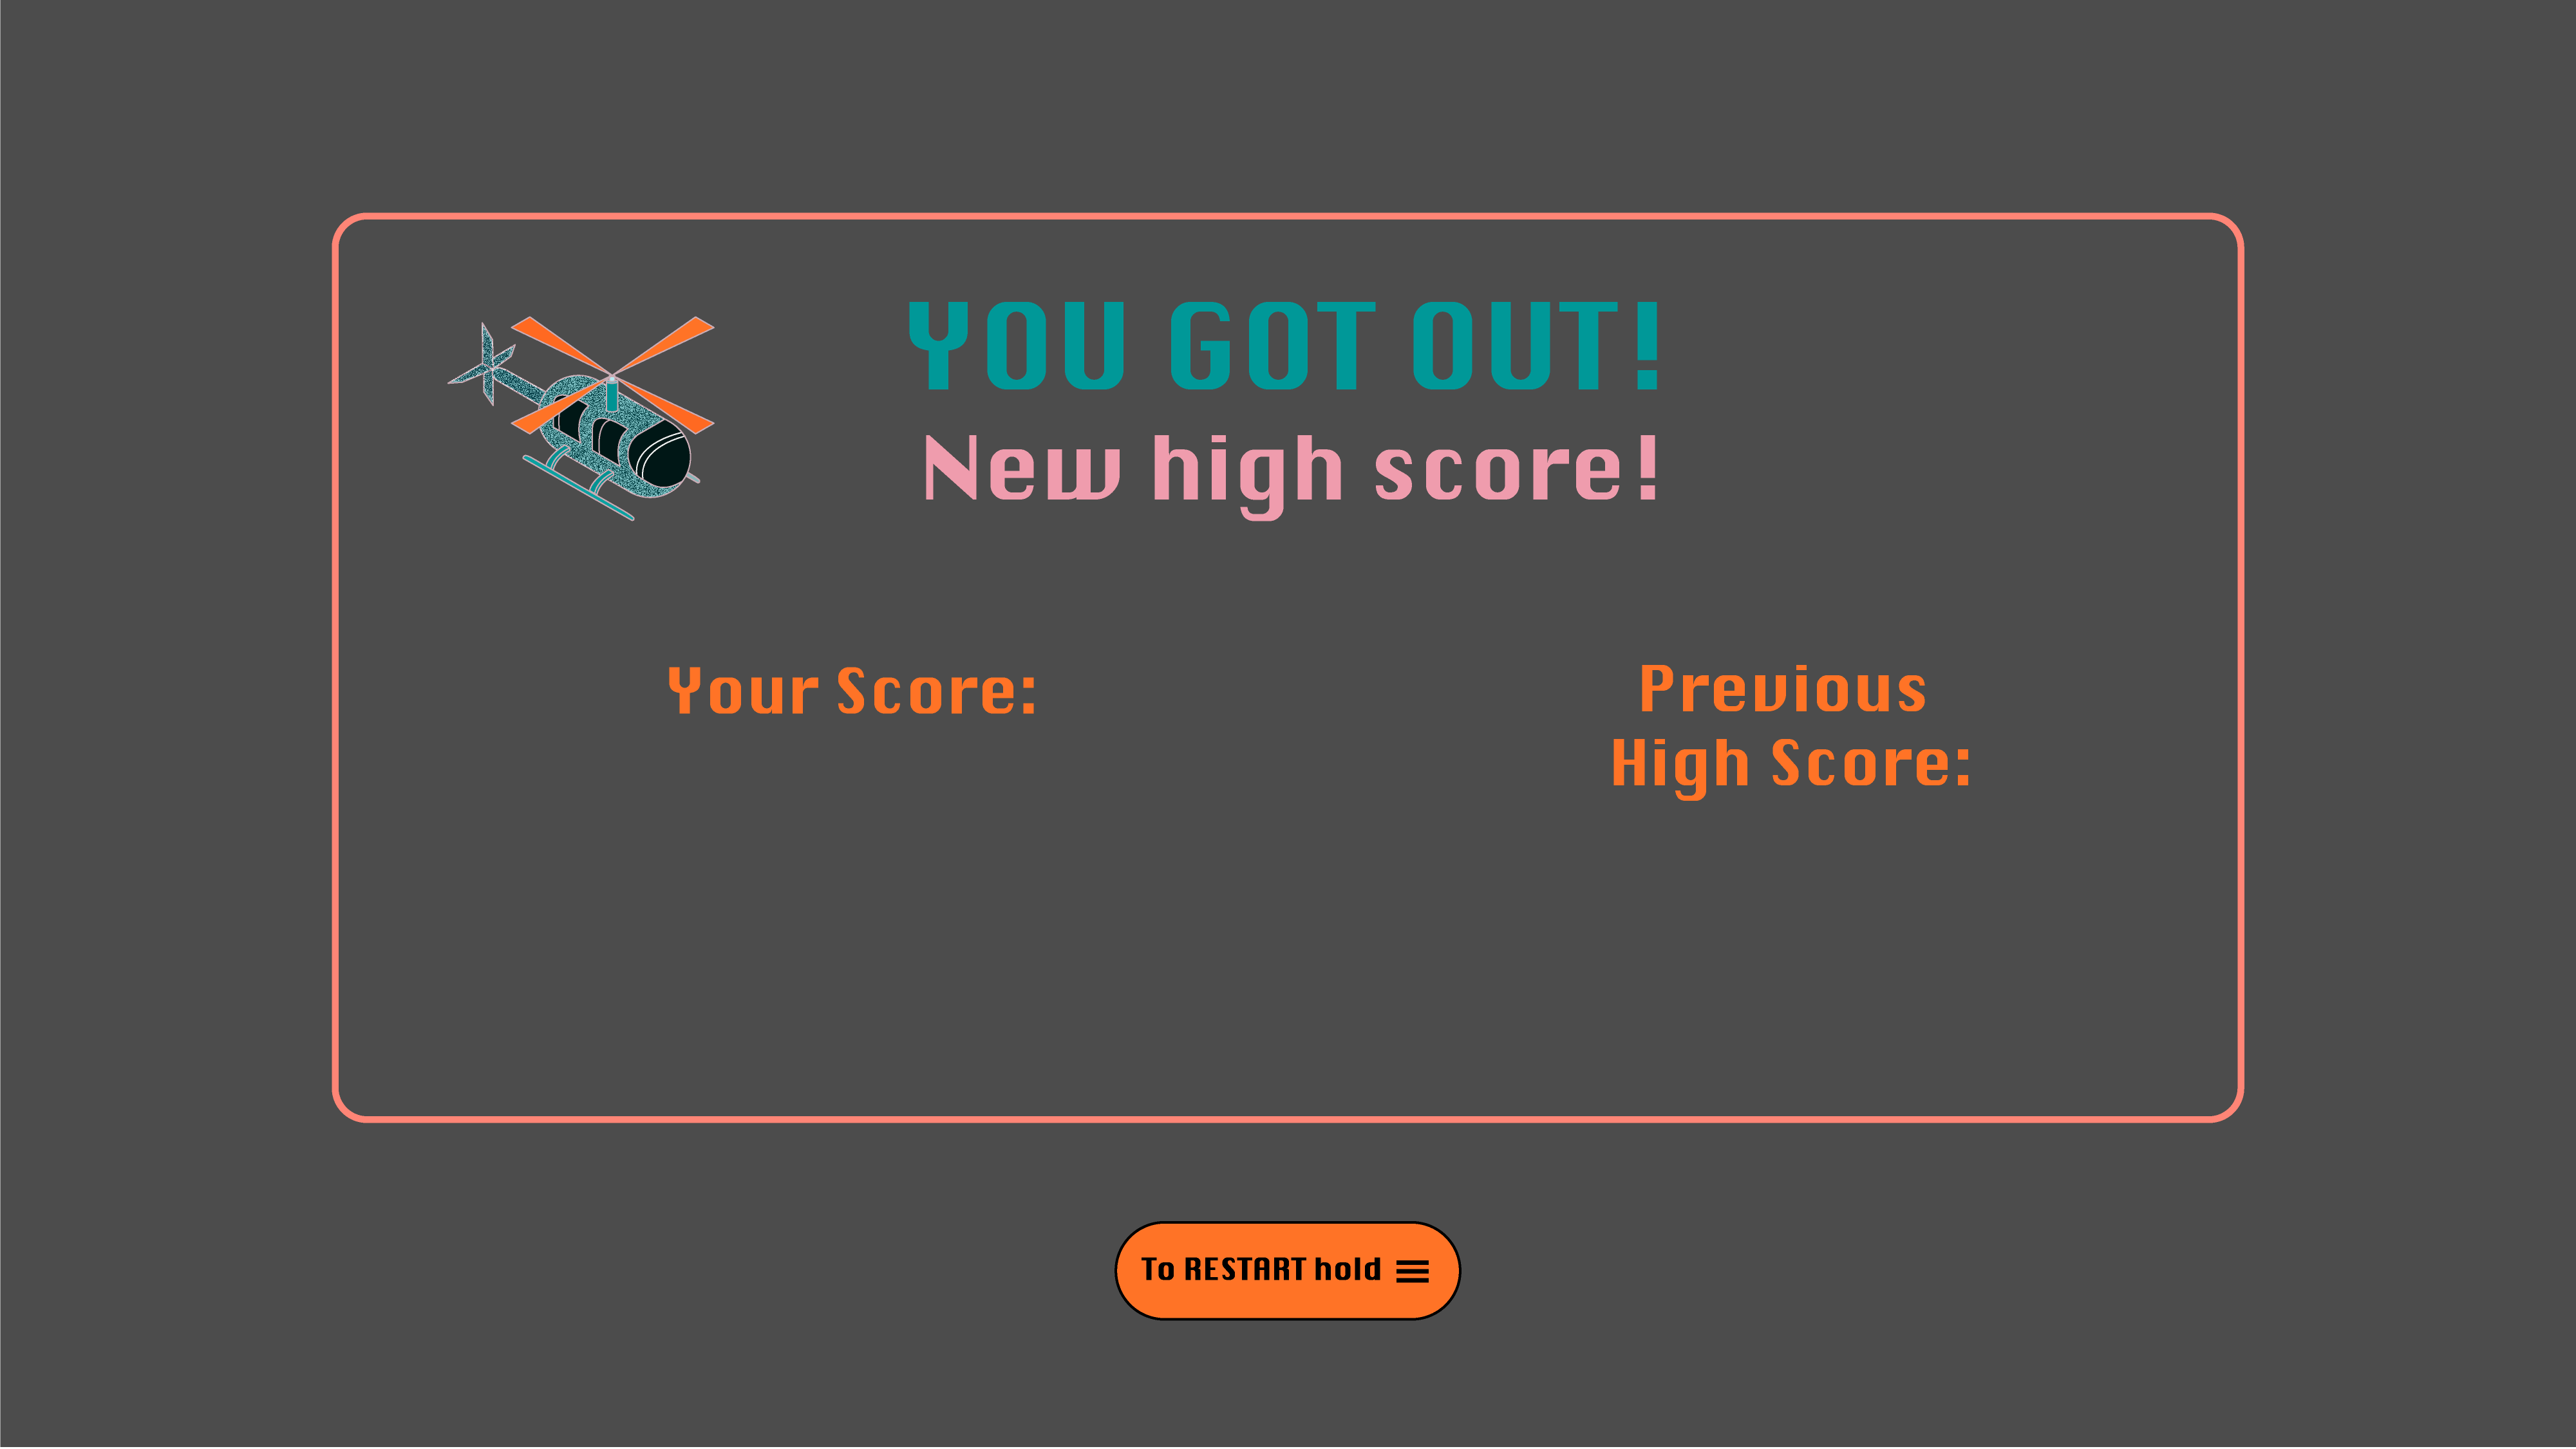 YOU GOT OUT!
New high score!
Your Score:
Previous
High Score:
To RESTART hold